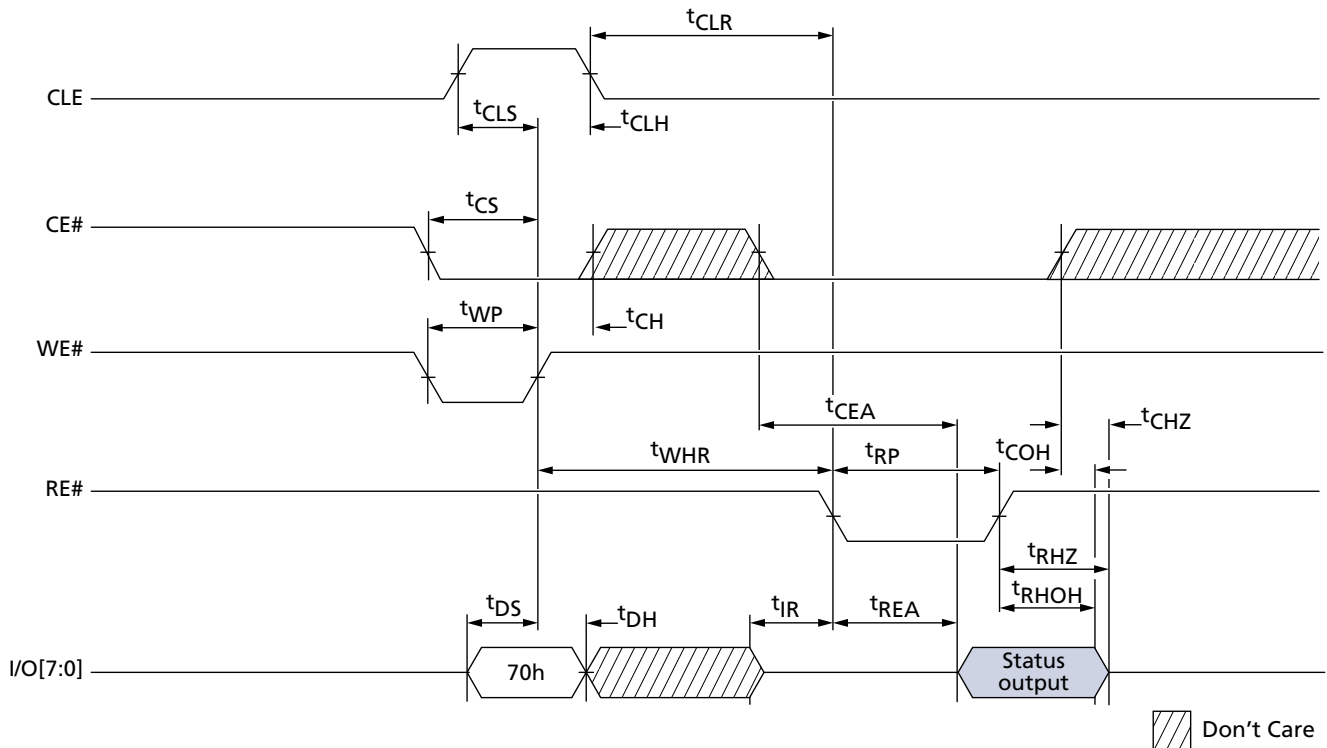 tCLR
CLE
tCLS
tCLH
tCS
CE#
tWP
tCH
WE#
tCEA
tCHZ
tWHR
tRP
tCOH
RE#
tRHZ
tRHOH
tDS
tDH
tIR
tREA
I/O[7:0]
70h
Status
output
Don't Care